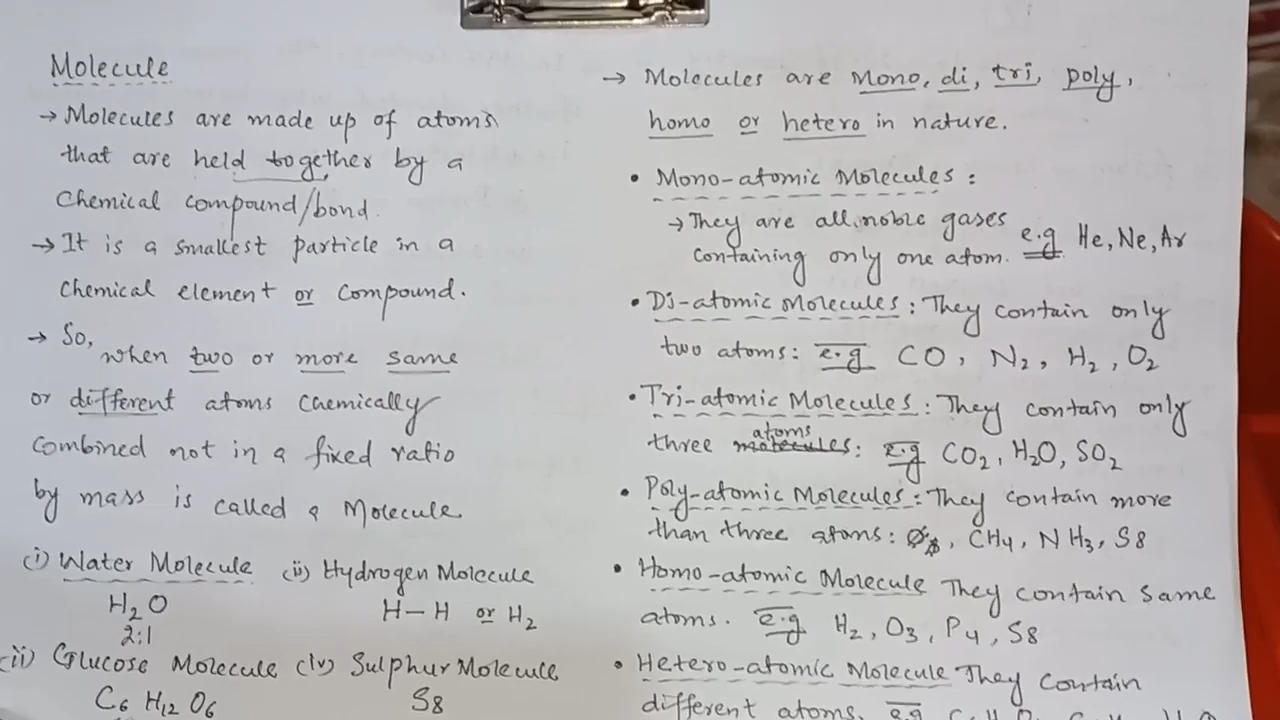 Molecule
→ Molecules are made up of atoms
that are held together by a
Chemical compound/bond.
→ It is a smallest particle in a
Chemical element or compound.
→ So,
when two or more same
or different atoms chemically
combined not in a fixed ratio
by mass is called a Molecule
(i) Water Molecule (ii) Hydrogen Molecule
H2O H—H or H2
2:1
ii) Glucose Molecule (iv) Sulphur Molecule
C6 H12 O6 S8
→ Molecules are Mono, di, tri, poly,
homo or hetero in nature.
• Mono-atomic Molecules:
→ They are all noble gases
containing only one atom. e.g He, Ne, Ar
• Di-atomic Molecules: They contain only
two atoms: e.g CO, N2, H2, O2
• Tri-atomic Molecules: They contain only
atoms
three molecules: e.g CO2, H2O, SO2
• Poly-atomic Molecules: They contain more
than three atoms: , CH4, NH3, S8
• Homo-atomic Molecule They contain same
atoms. e.g H2, O3, P4, S8
• Hetero-atomic Molecule They contain
different atoms. e.g